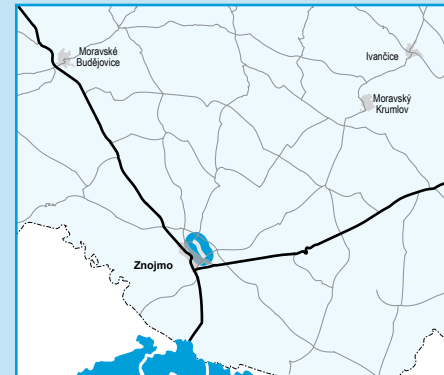 Moravské
Budějovice
Ivančice
Moravský
Krumlov
Znojmo